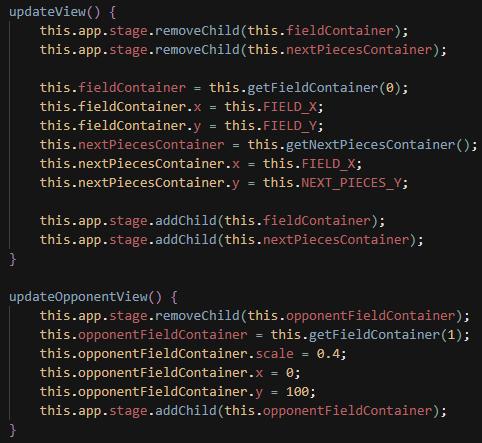 updateView() {
    this.app.stage.removeChild(this.fieldContainer);
    this.app.stage.removeChild(this.nextPiecesContainer);

    this.fieldContainer = this.getFieldContainer(0);
    this.fieldContainer.x = this.FIELD_X;
    this.fieldContainer.y = this.FIELD_Y;
    this.nextPiecesContainer = this.getNextPiecesContainer();
    this.nextPiecesContainer.x = this.FIELD_X;
    this.nextPiecesContainer.y = this.NEXT_PIECES_Y;

    this.app.stage.addChild(this.fieldContainer);
    this.app.stage.addChild(this.nextPiecesContainer);
}

updateOpponentView() {
    this.app.stage.removeChild(this.opponentFieldContainer);
    this.opponentFieldContainer = this.getFieldContainer(1);
    this.opponentFieldContainer.scale = 0.4;
    this.opponentFieldContainer.x = 0;
    this.opponentFieldContainer.y = 100;
    this.app.stage.addChild(this.opponentFieldContainer);
}